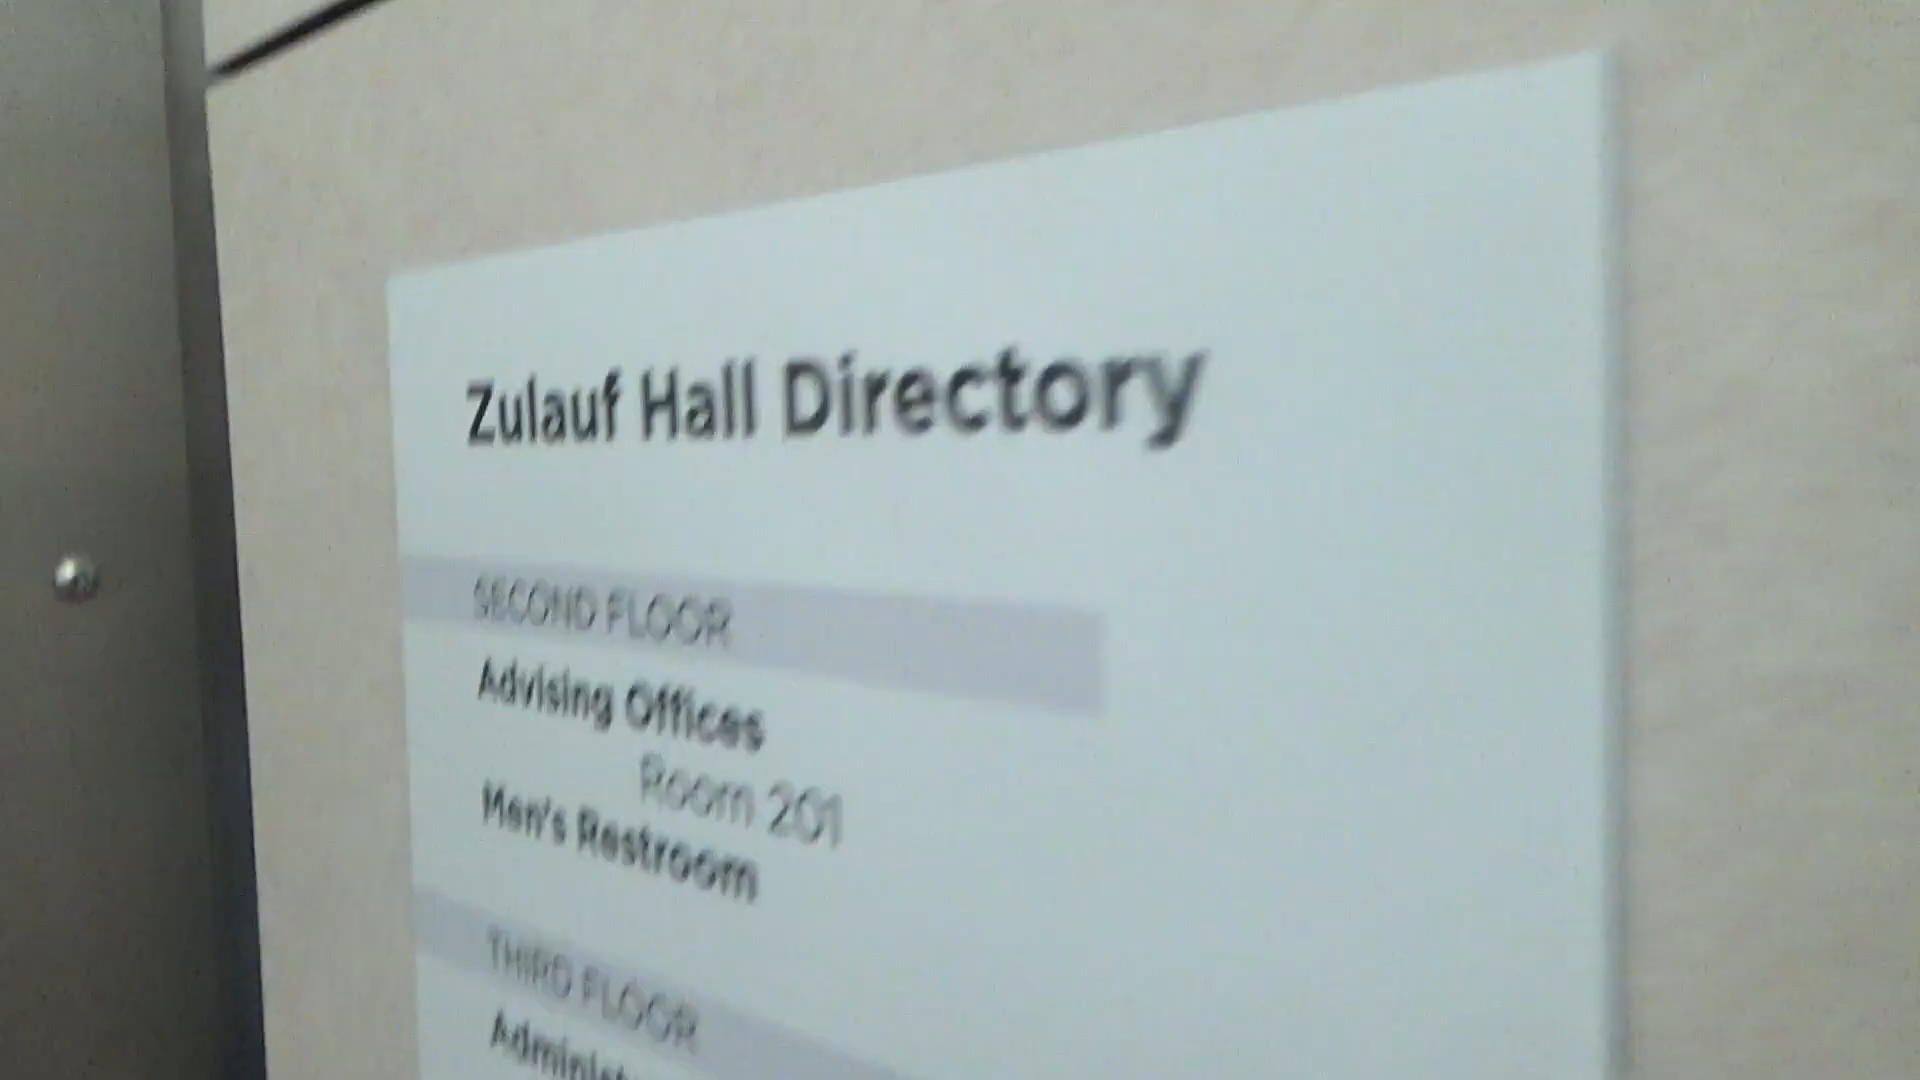 Zulauf Hall Directory
SECOND FLOOR
Advising Offices
Room 201
Men's Restroom
THIRD FLOOR